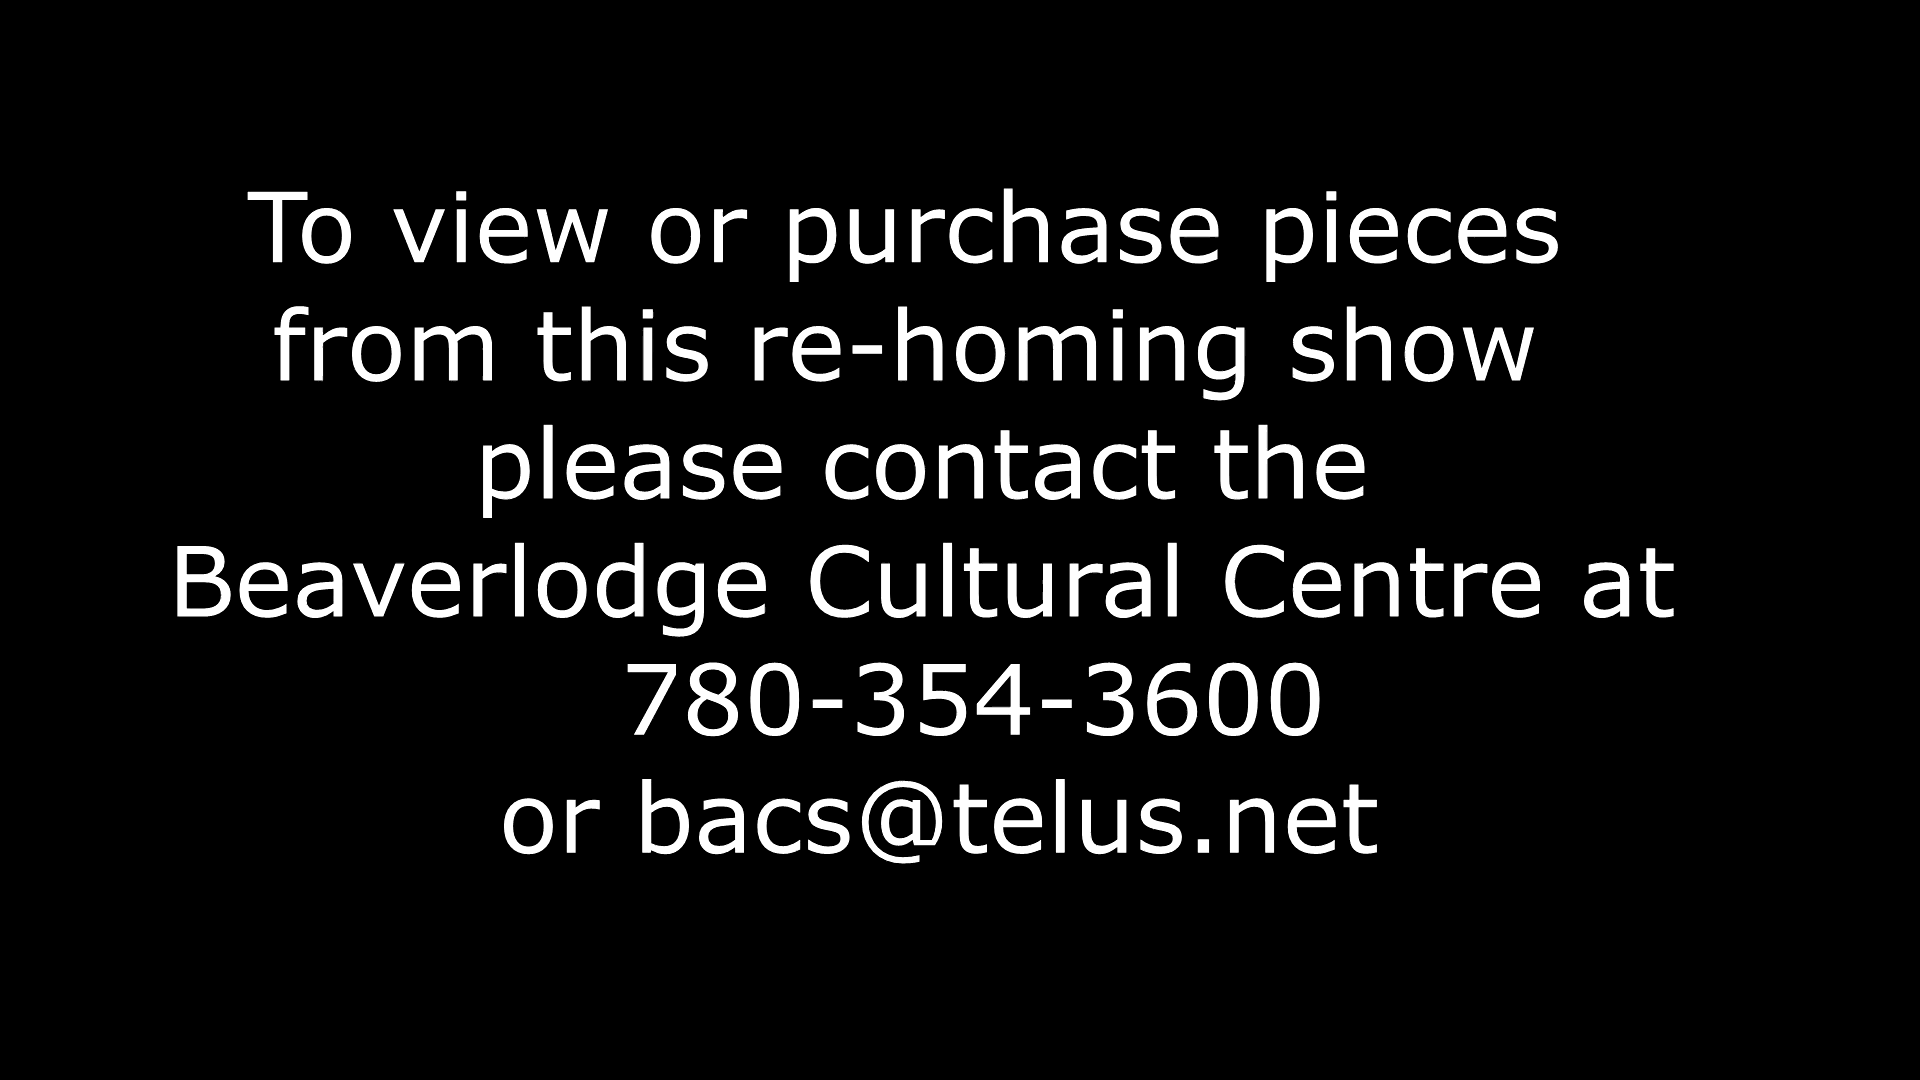 To view or purchase pieces
from this re-homing show
please contact the
Beaverlodge Cultural Centre at
780-354-3600
or bacs@telus.net